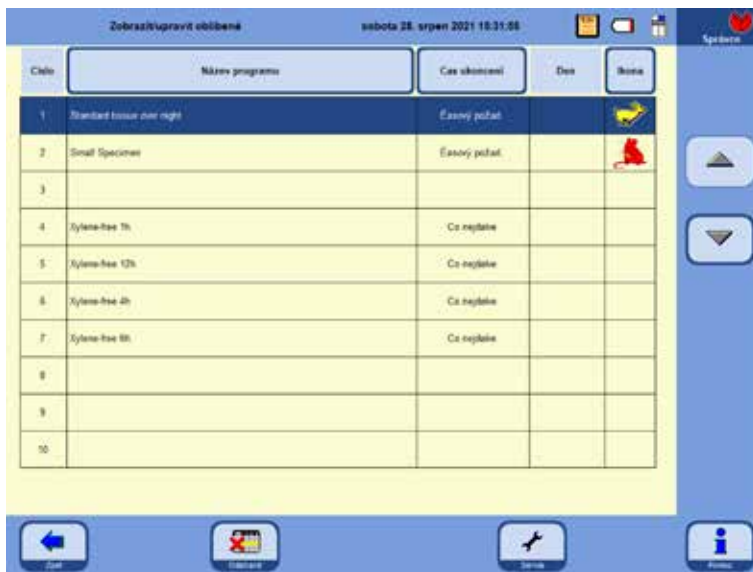 Zobrazit/upravit oblíbené sobota 28. srpen 2021 10:31:08
Správce
Číslo Název programu Čas ukončení Den Ikona
1 Standard tissue over night Časový požad.
2 Small Specimen Časový požad.
3
4 Xylene-free 1h Co nejdříve
5 Xylene-free 12h Co nejdříve
6 Xylene-free 4h Co nejdříve
7 Xylene-free 6h Co nejdříve
8
9
10
Zpět Odstranit Servis Pomoc